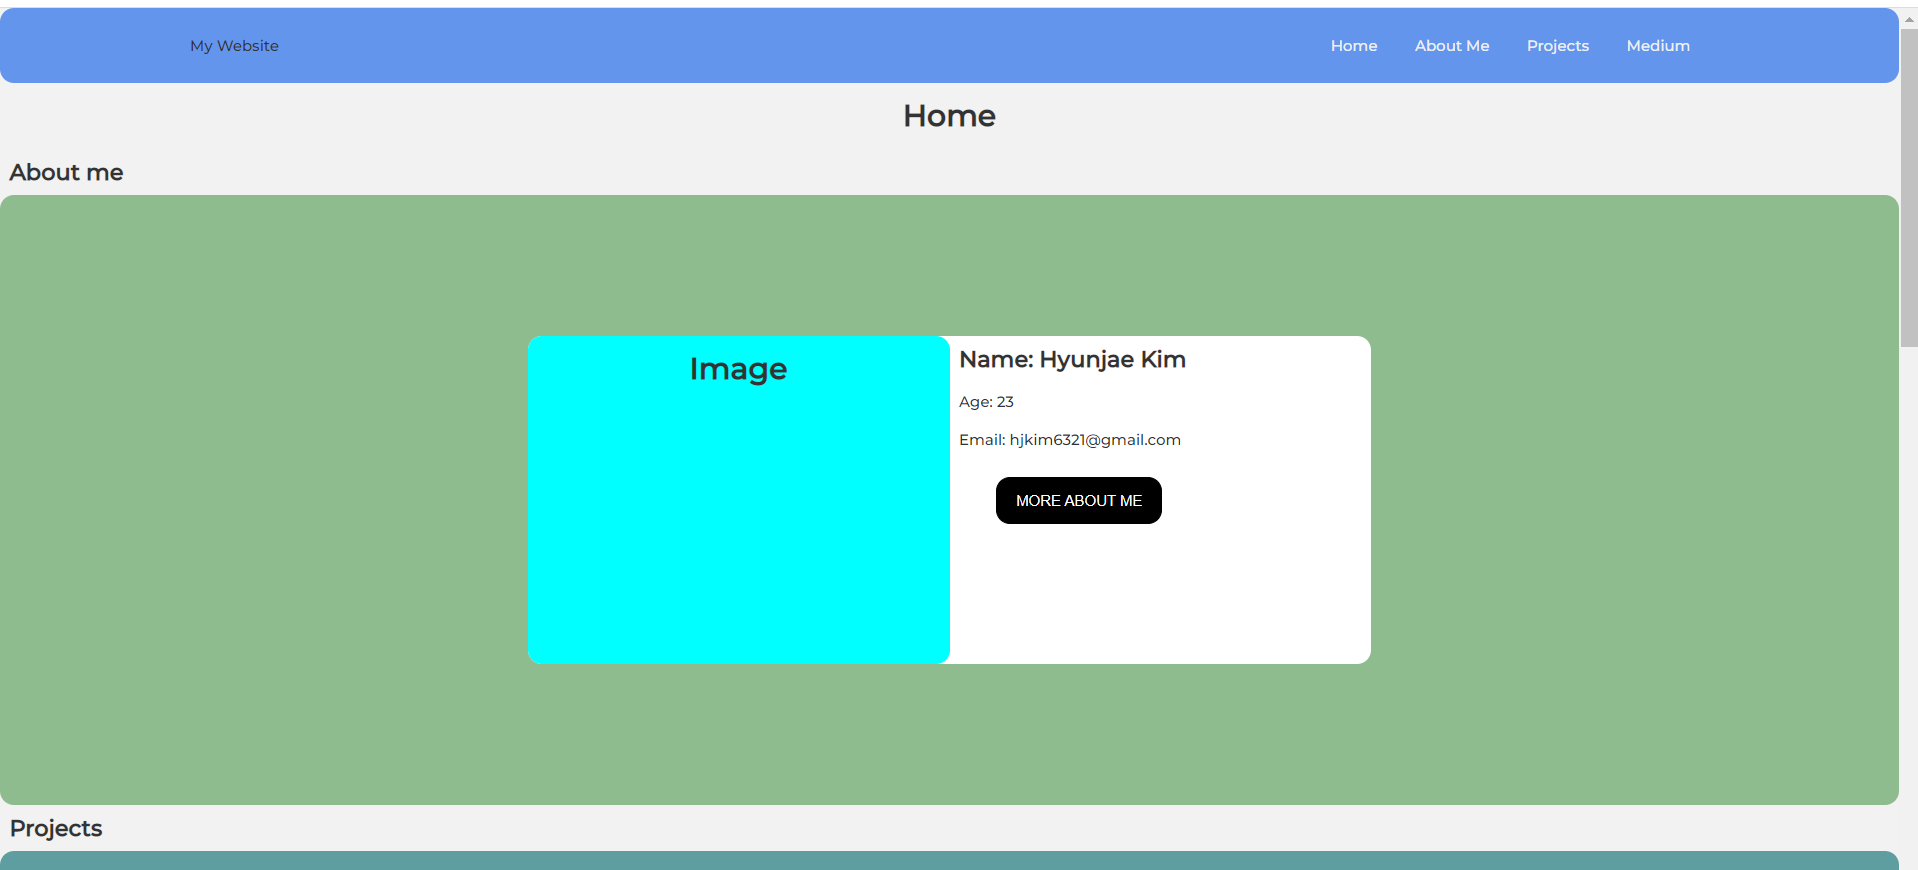 My Website
Home About Me Projects Medium
Home
About me
Image
Name: Hyunjae Kim
Age: 23
Email: hjkim6321@gmail.com
MORE ABOUT ME
Projects